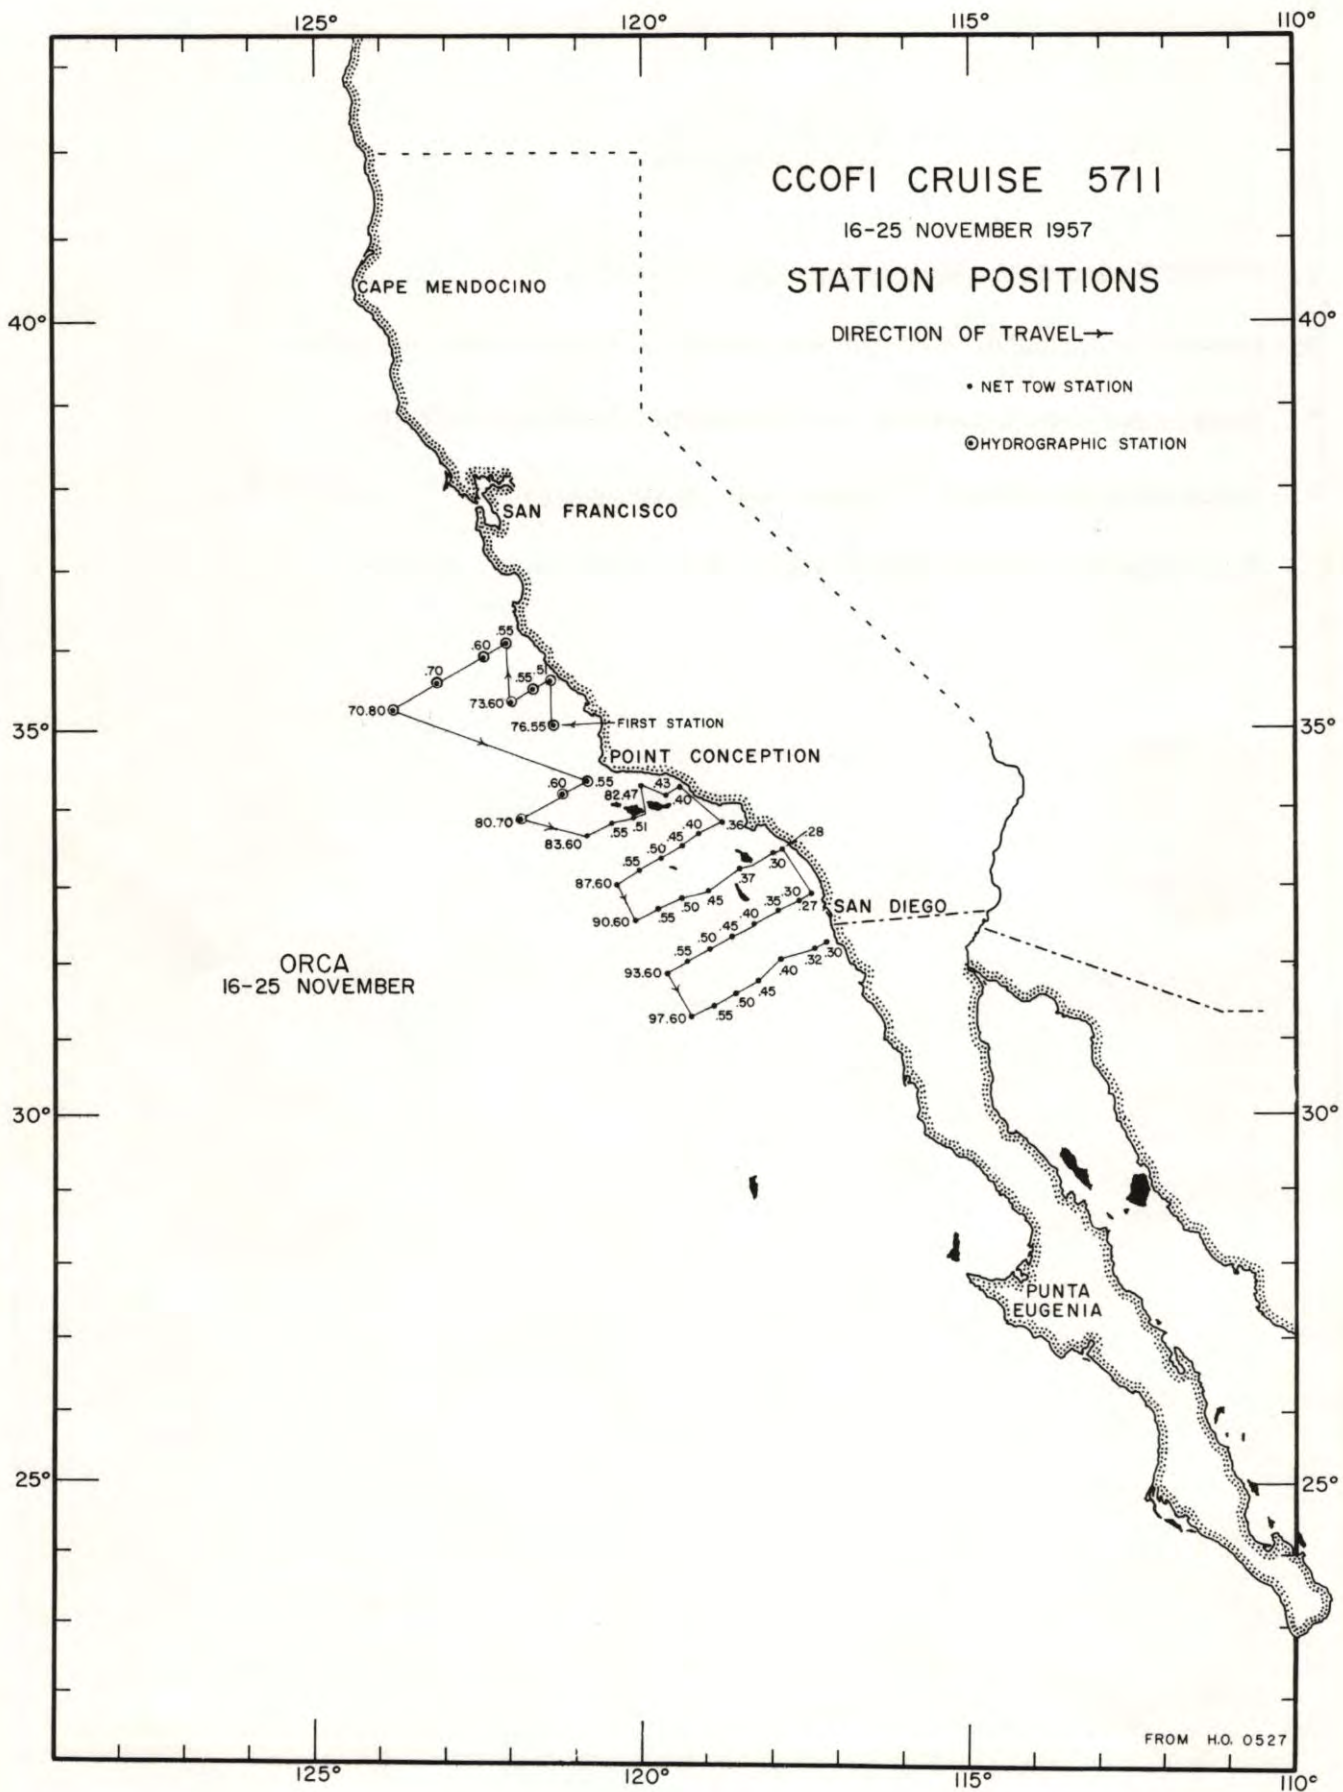 125° 120° 115° 110°
CCOFI CRUISE 5711
16-25 NOVEMBER 1957
STATION POSITIONS
DIRECTION OF TRAVEL
NET TOW STATION
HYDROGRAPHIC STATION
CAPE MENDOCINO
40° 40°
SAN FRANCISCO
.55
.60
.70
.55 .51
70.80
73.60
76.55
FIRST STATION
35° 35°
POINT CONCEPTION
.55
.60
80.70
82.47 .43
.40
83.60 .55 .51
.36
.40
.45
.50
.55
87.60
.28
.30
.37
.45
.50
.55
90.60
.27
.30
.35
.40
.45
.50
.55
93.60
SAN DIEGO
.30
.32
.40
.45
.50
.55
97.60
ORCA
16-25 NOVEMBER
30° 30°
PUNTA
EUGENIA
25° 25°
FROM H.O. 0527
125° 120° 115° 110°